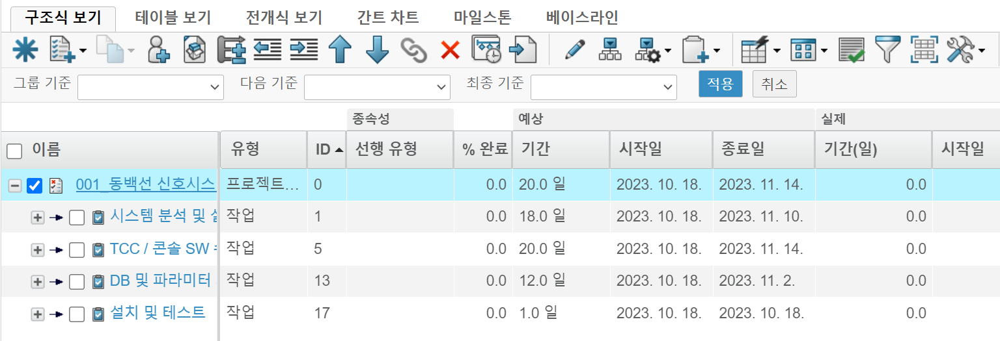 구조식 보기 테이블 보기 전개식 보기 간트 차트 마일스톤 베이스라인
그룹 기준 다음 기준 최종 기준 적용 취소
종속성 예상 실제
이름 유형 ID 선행 유형 % 완료 기간 시작일 종료일 기간(일) 시작일
001_동백선 신호시스 프로젝트... 0 0.0 20.0 일 2023. 10. 18. 2023. 11. 14. 0.0
시스템 분석 및 작업 1 0.0 18.0 일 2023. 10. 18. 2023. 11. 10. 0.0
TCC / 콘솔 SW 작업 5 0.0 20.0 일 2023. 10. 18. 2023. 11. 14. 0.0
DB 및 파라미터 작업 13 0.0 12.0 일 2023. 10. 18. 2023. 11. 2. 0.0
설치 및 테스트 작업 17 0.0 1.0 일 2023. 10. 18. 2023. 10. 18. 0.0